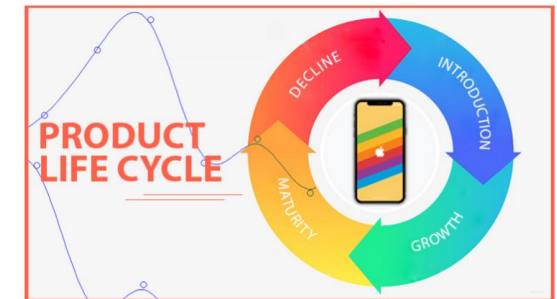 PRODUCT
LIFE CYCLE
INTRODUCTION
GROWTH
MATURITY
DECLINE